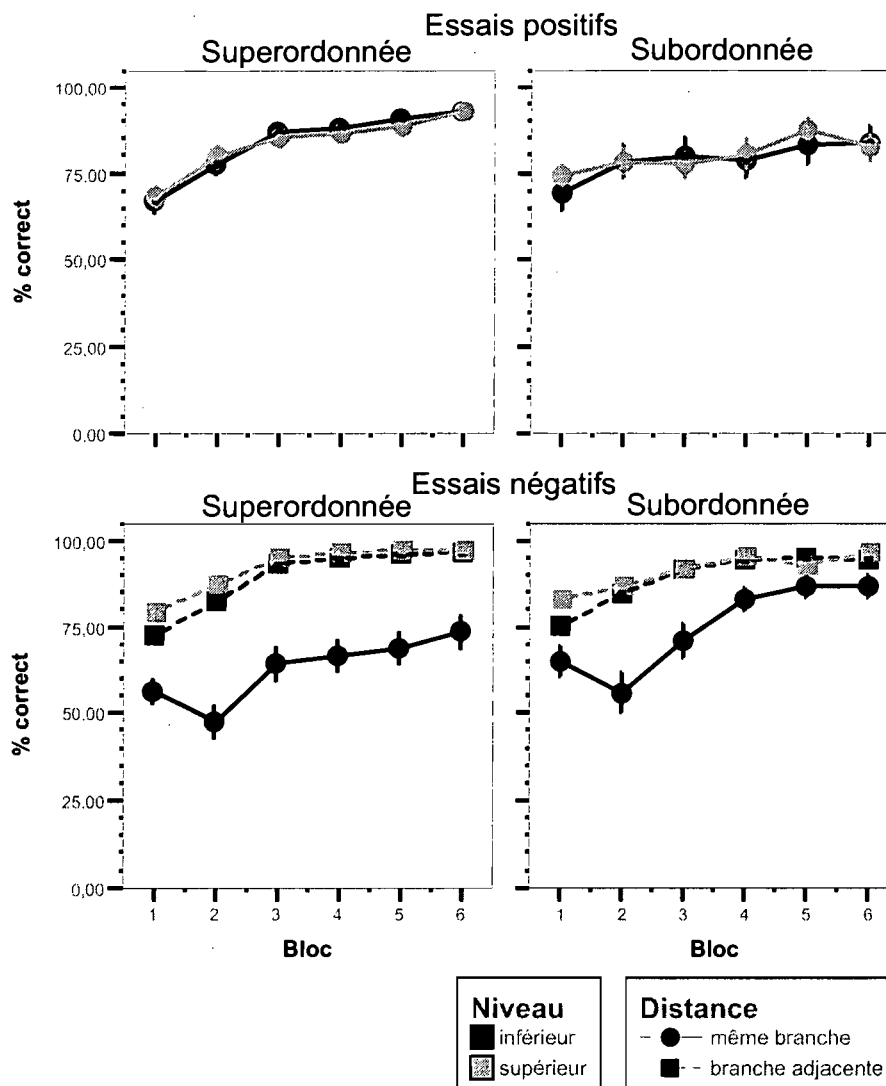 Essais positifs
Superordonnée
Subordonnée
100,00
75,00
50,00
25,00
0,00
% correct
Essais négatifs
Superordonnée
Subordonnée
100,00
75,00
50,00
25,00
0,00
% correct
1 2 3 4 5 6
1 2 3 4 5 6
Bloc
Bloc
Niveau
inférieur
supérieur
Distance
même branche
branche adjacente